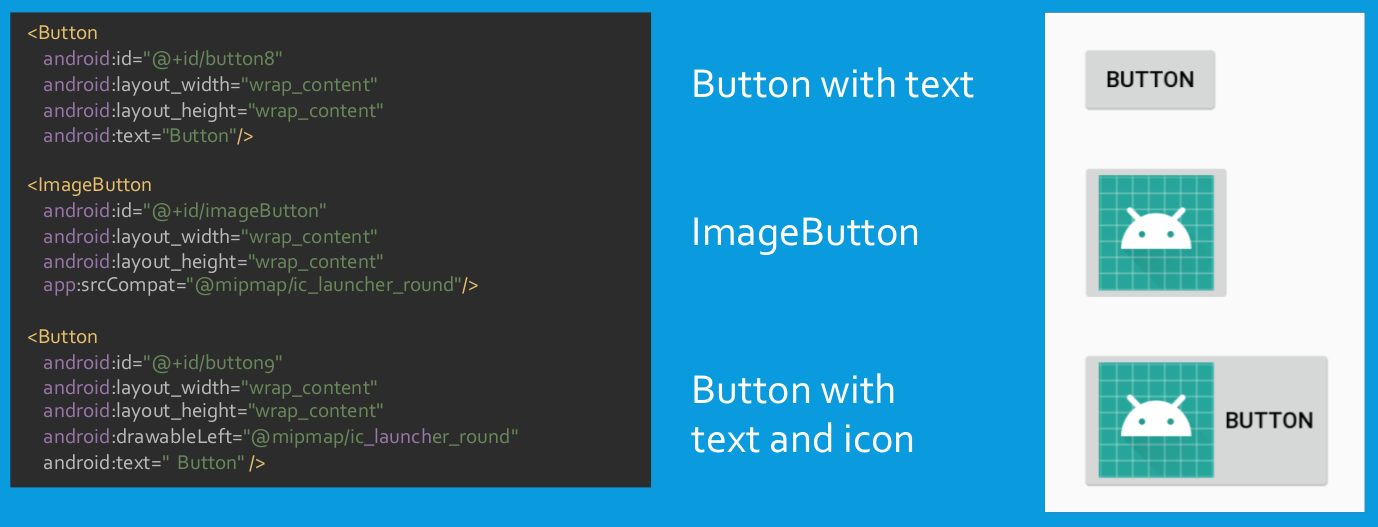 <Button
android:id="@+id/button8"
android:layout_width="wrap_content"
android:layout_height="wrap_content"
android:text="Button"/>
<ImageButton
android:id="@+id/imageButton"
android:layout_width="wrap_content"
android:layout_height="wrap_content"
app:srcCompat="@mipmap/ic_launcher_round"/>
<Button
android:id="@+id/button9"
android:layout_width="wrap_content"
android:layout_height="wrap_content"
android:drawableLeft="@mipmap/ic_launcher_round"
android:text=" Button" />
Button with text
ImageButton
Button with
text and icon
BUTTON
BUTTON